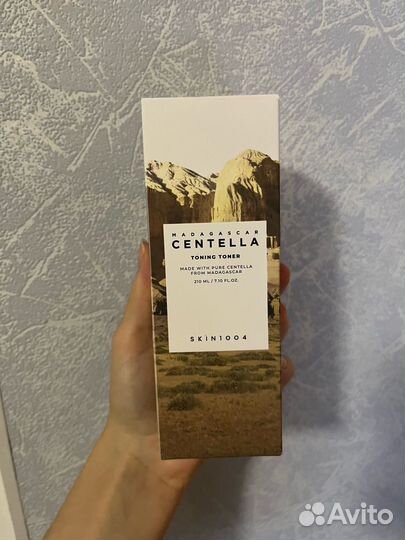 MADAGASCAR
CENTELLA
TONING TONER
MADE WITH PURE CENTELLA
FROM MADAGASCAR
210 ML / 7.10 FL.OZ.
SKIN1004
Avito